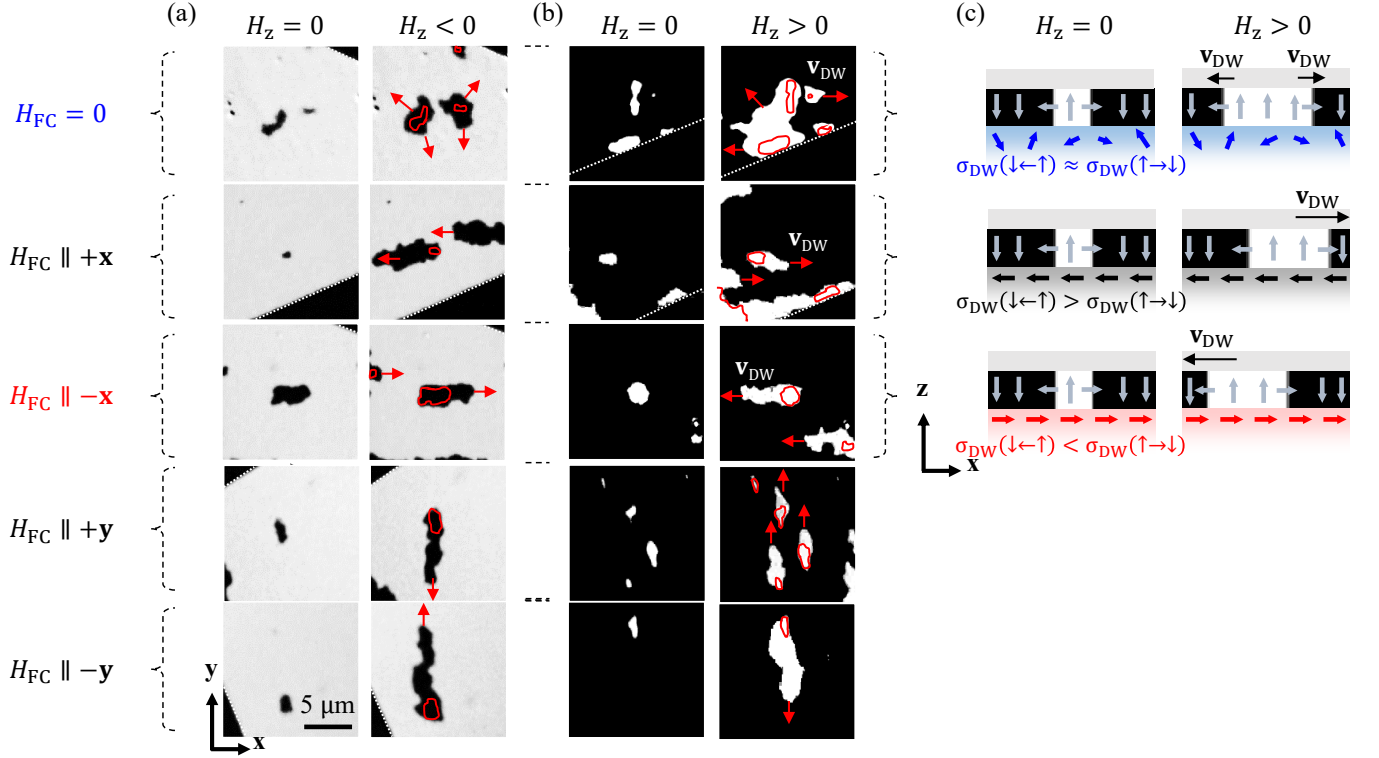 (a)
(b)
(c)
H_z = 0
H_z < 0
H_z = 0
H_z > 0
H_z = 0
H_z > 0
H_FC = 0
v_DW
v_DW
v_DW
σ_DW(↓←↑) ≈ σ_DW(↑→↓)
H_FC ∥ +x
v_DW
v_DW
σ_DW(↓←↑) > σ_DW(↑→↓)
H_FC ∥ −x
v_DW
v_DW
σ_DW(↓←↑) < σ_DW(↑→↓)
z
x
H_FC ∥ +y
H_FC ∥ −y
y
x
5 μm